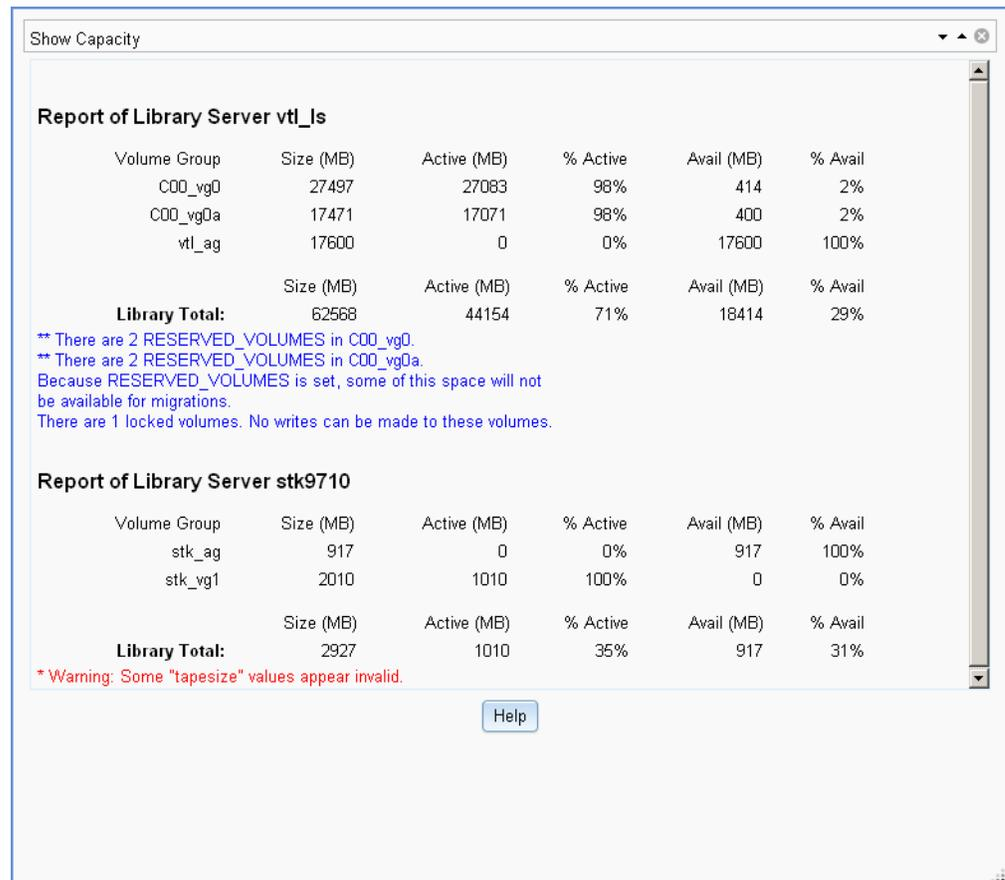 Show Capacity
Report of Library Server vtl_ls
Volume Group Size (MB) Active (MB) % Active Avail (MB) % Avail
C00_vg0 27497 27083 98% 414 2%
C00_vg0a 17471 17071 98% 400 2%
vtl_ag 17600 0 0% 17600 100%
Size (MB) Active (MB) % Active Avail (MB) % Avail
Library Total: 62568 44154 71% 18414 29%
** There are 2 RESERVED_VOLUMES in C00_vg0.
** There are 2 RESERVED_VOLUMES in C00_vg0a.
Because RESERVED_VOLUMES is set, some of this space will not
be available for migrations.
There are 1 locked volumes. No writes can be made to these volumes.
Report of Library Server stk9710
Volume Group Size (MB) Active (MB) % Active Avail (MB) % Avail
stk_ag 917 0 0% 917 100%
stk_vg1 2010 1010 100% 0 0%
Size (MB) Active (MB) % Active Avail (MB) % Avail
Library Total: 2927 1010 35% 917 31%
* Warning: Some "tapesize" values appear invalid.
Help